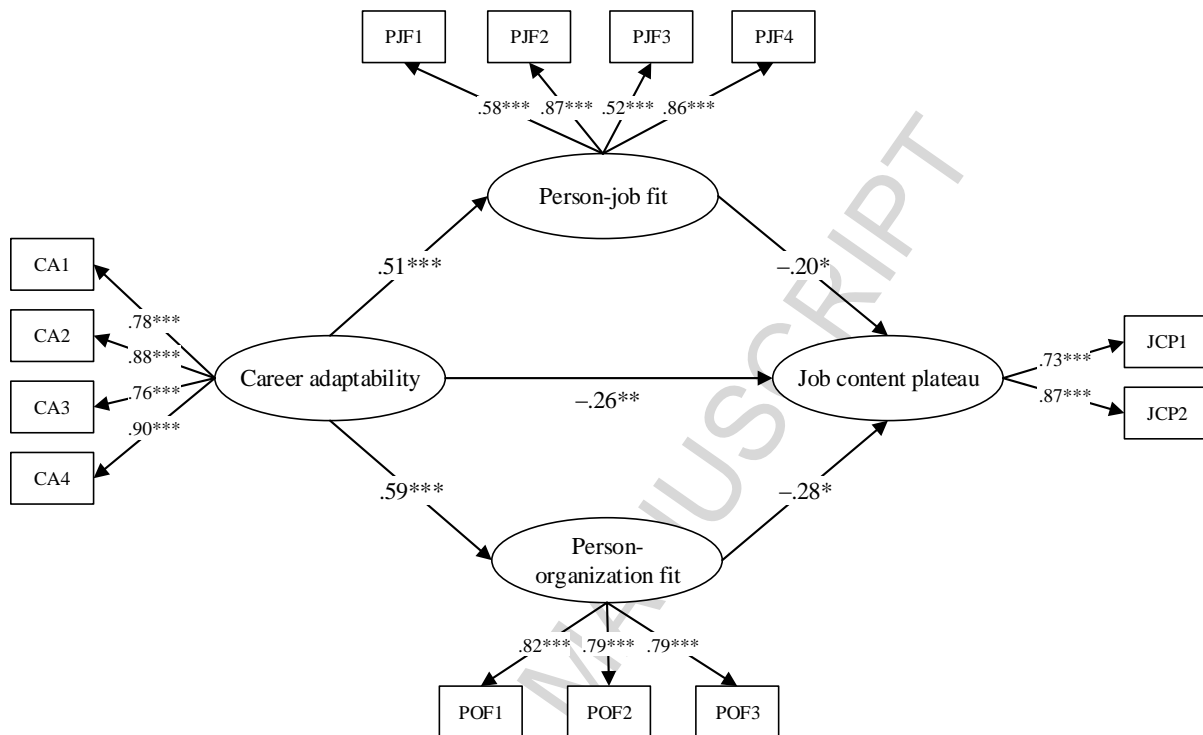 PJF1 PJF2 PJF3 PJF4
.58*** .87*** .52*** .86***
Person-job fit
CA1
CA2
CA3
CA4
.78***
.88***
.76***
.90***
.51***
–.20*
Career adaptability
–.26**
Job content plateau
.73***
.87***
JCP1
JCP2
.59***
–.28*
Person-
organization fit
.82*** .79*** .79***
POF1 POF2 POF3
MANUSCRIPT